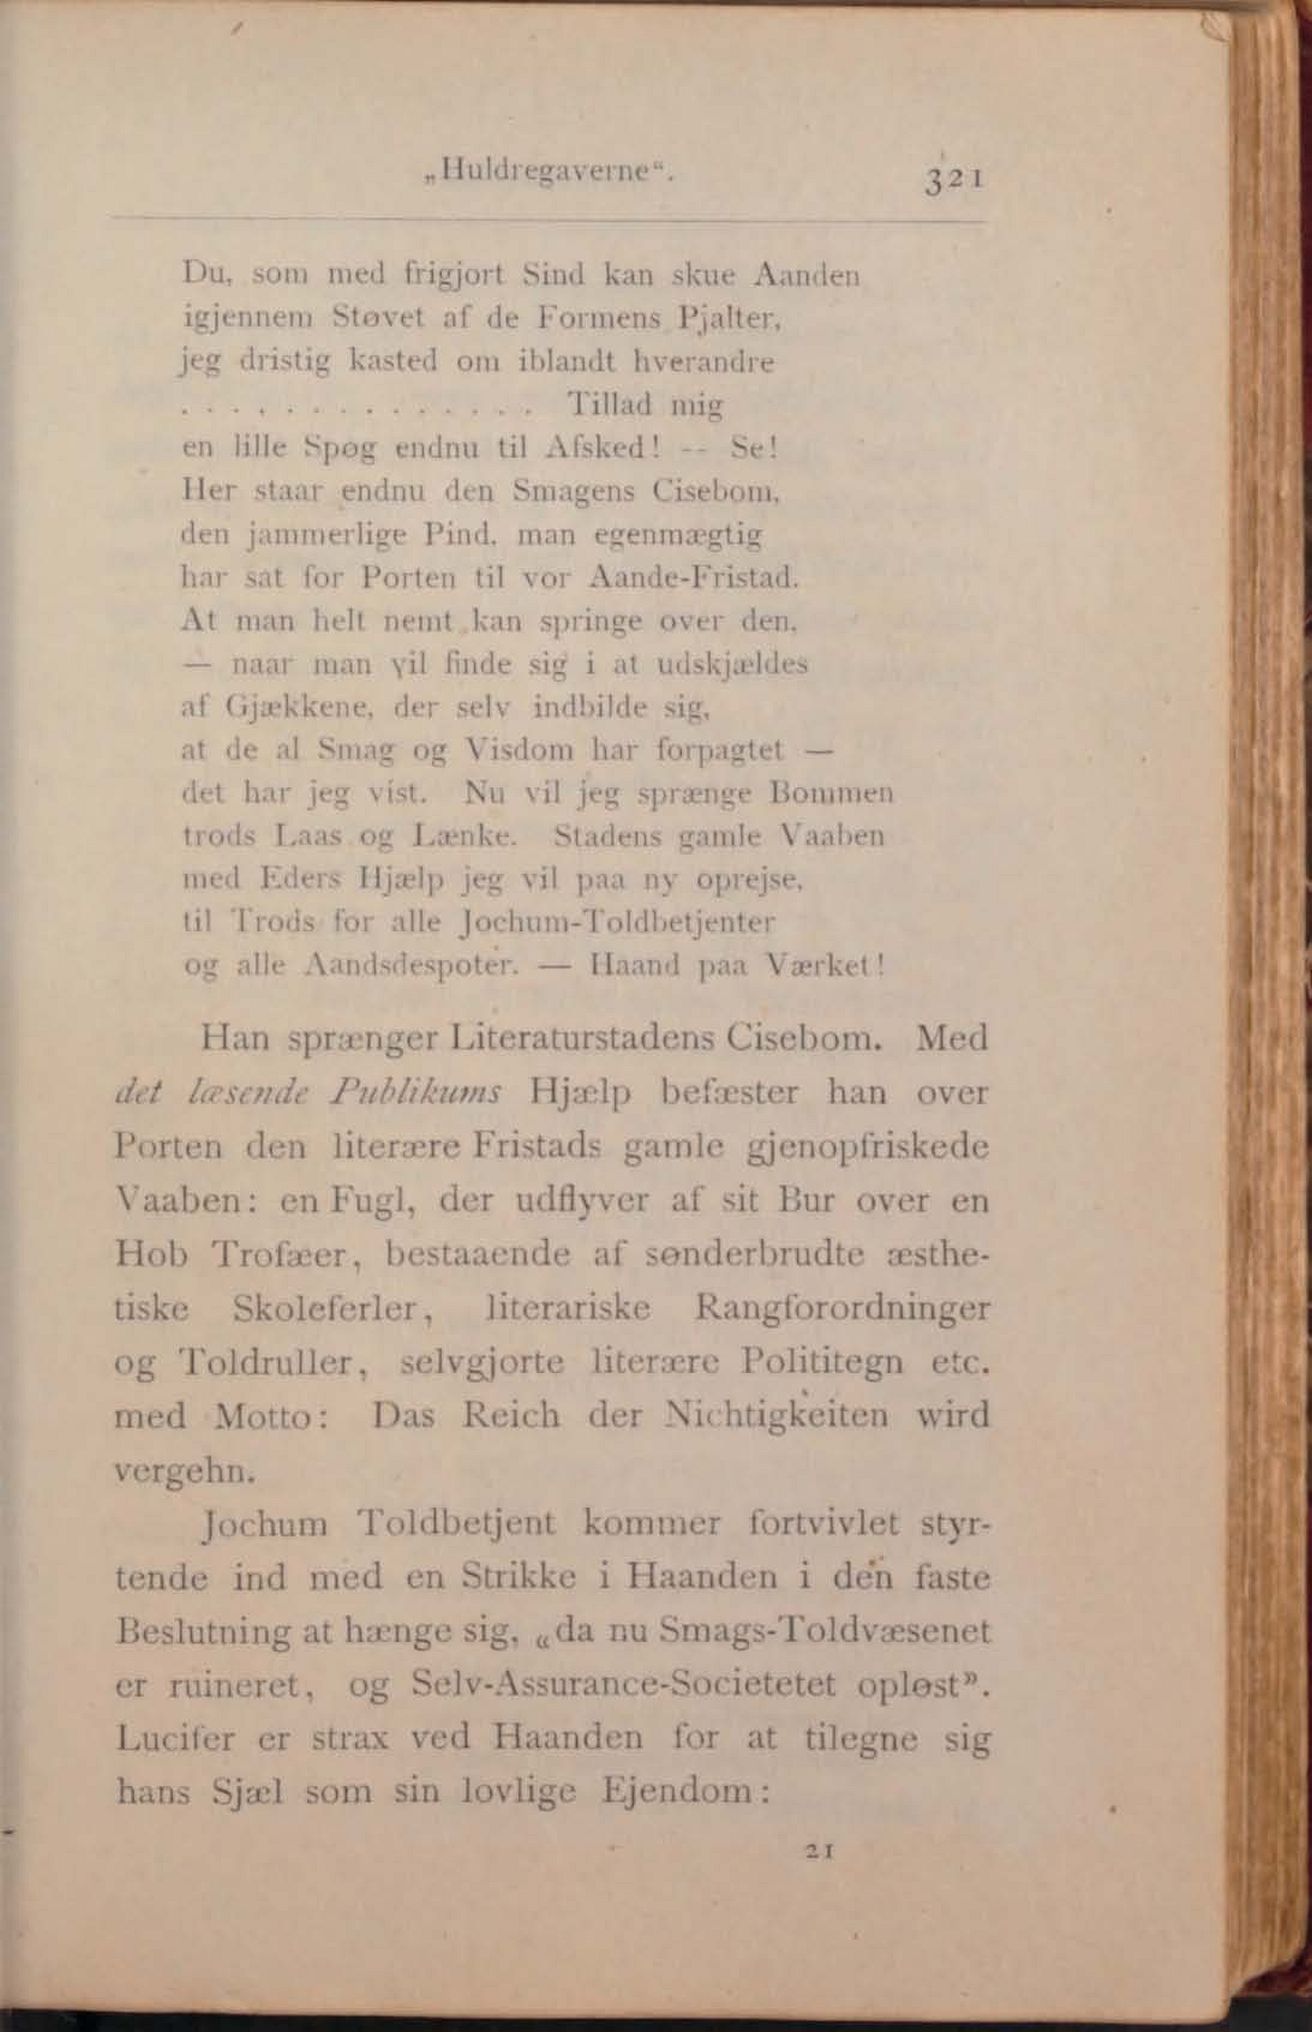 „Huldregaverne“. 321
Du, som med frigjort Sind kan skue Aanden
igjennem Støvet af de Formens Pjalter,
jeg dristig kasted om iblandt hverandre
. . . . . . . . . . . . . . Tillad mig
en lille Spøg endnu til Afsked! -- Se!
Her staar endnu den Smagens Cisebom,
den jammerlige Pind, man egenmægtig
har sat for Porten til vor Aande-Fristad.
At man helt nemt kan springe over den,
— naar man vil finde sig i at udskjældes
af Gjækkene, der selv indbilde sig,
at de al Smag og Visdom har forpagtet —
det har jeg vist. Nu vil jeg sprænge Bommen
trods Laas og Lænke. Stadens gamle Vaaben
med Eders Hjælp jeg vil paa ny oprejse,
til Trods for alle Jochum-Toldbetjenter
og alle Aandsdespoter. — Haand paa Værket!
Han sprænger Literaturstadens Cisebom. Med
det læsende Publikums Hjælp befæster han over
Porten den literære Fristads gamle gjenopfriskede
Vaaben: en Fugl, der udflyver af sit Bur over en
Hob Trofæer, bestaaende af sønderbrudte æsthe-
tiske Skoleferler, literariske Rangforordninger
og Toldruller, selvgjorte literære Polititegn etc.
med Motto: Das Reich der Nichtigkeiten wird
vergehn.
Jochum Toldbetjent kommer fortvivlet styr-
tende ind med en Strikke i Haanden i den faste
Beslutning at hænge sig, «da nu Smags-Toldvæsenet
er ruineret, og Selv-Assurance-Societetet opløst».
Lucifer er strax ved Haanden for at tilegne sig
hans Sjæl som sin lovlige Ejendom:
21